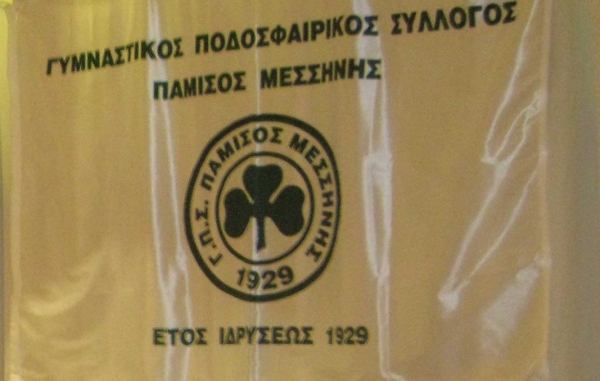 ΓΥΜΝΑΣΤΙΚΟΣ ΠΟΔΟΣΦΑΙΡΙΚΟΣ ΣΥΛΛΟΓΟΣ
ΠΑΜΙΣΟΣ ΜΕΣΣΗΝΗΣ
Γ.Π.Σ. ΠΑΜΙΣΟΣ ΜΕΣΣΗΝΗΣ
1929
ΕΤΟΣ ΙΔΡΥΣΕΩΣ 1929